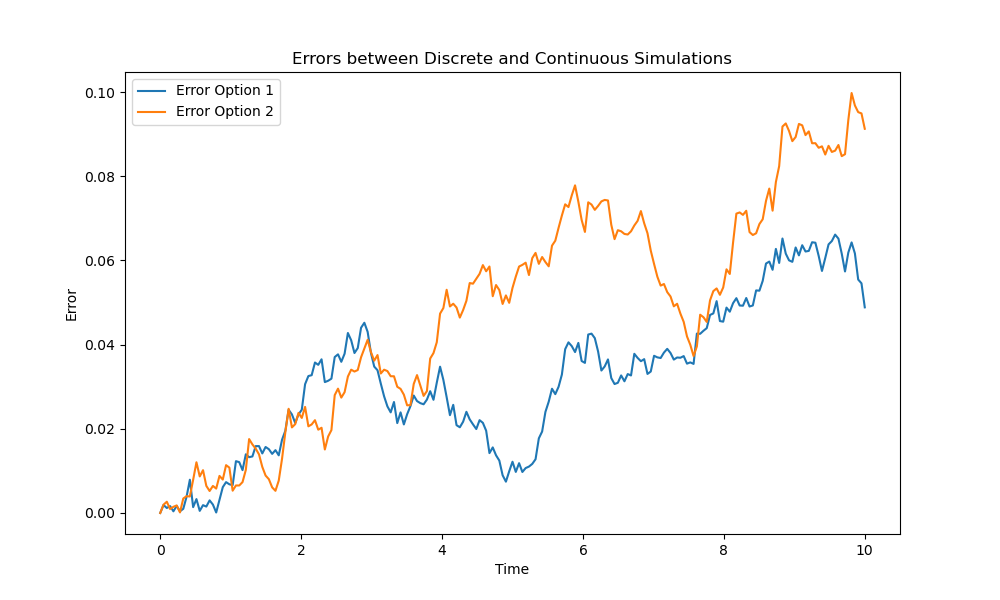 Errors between Discrete and Continuous Simulations
Error Option 1
Error Option 2
0.10
0.08
0.06
0.04
0.02
0.00
Error
0 2 4 6 8 10
Time